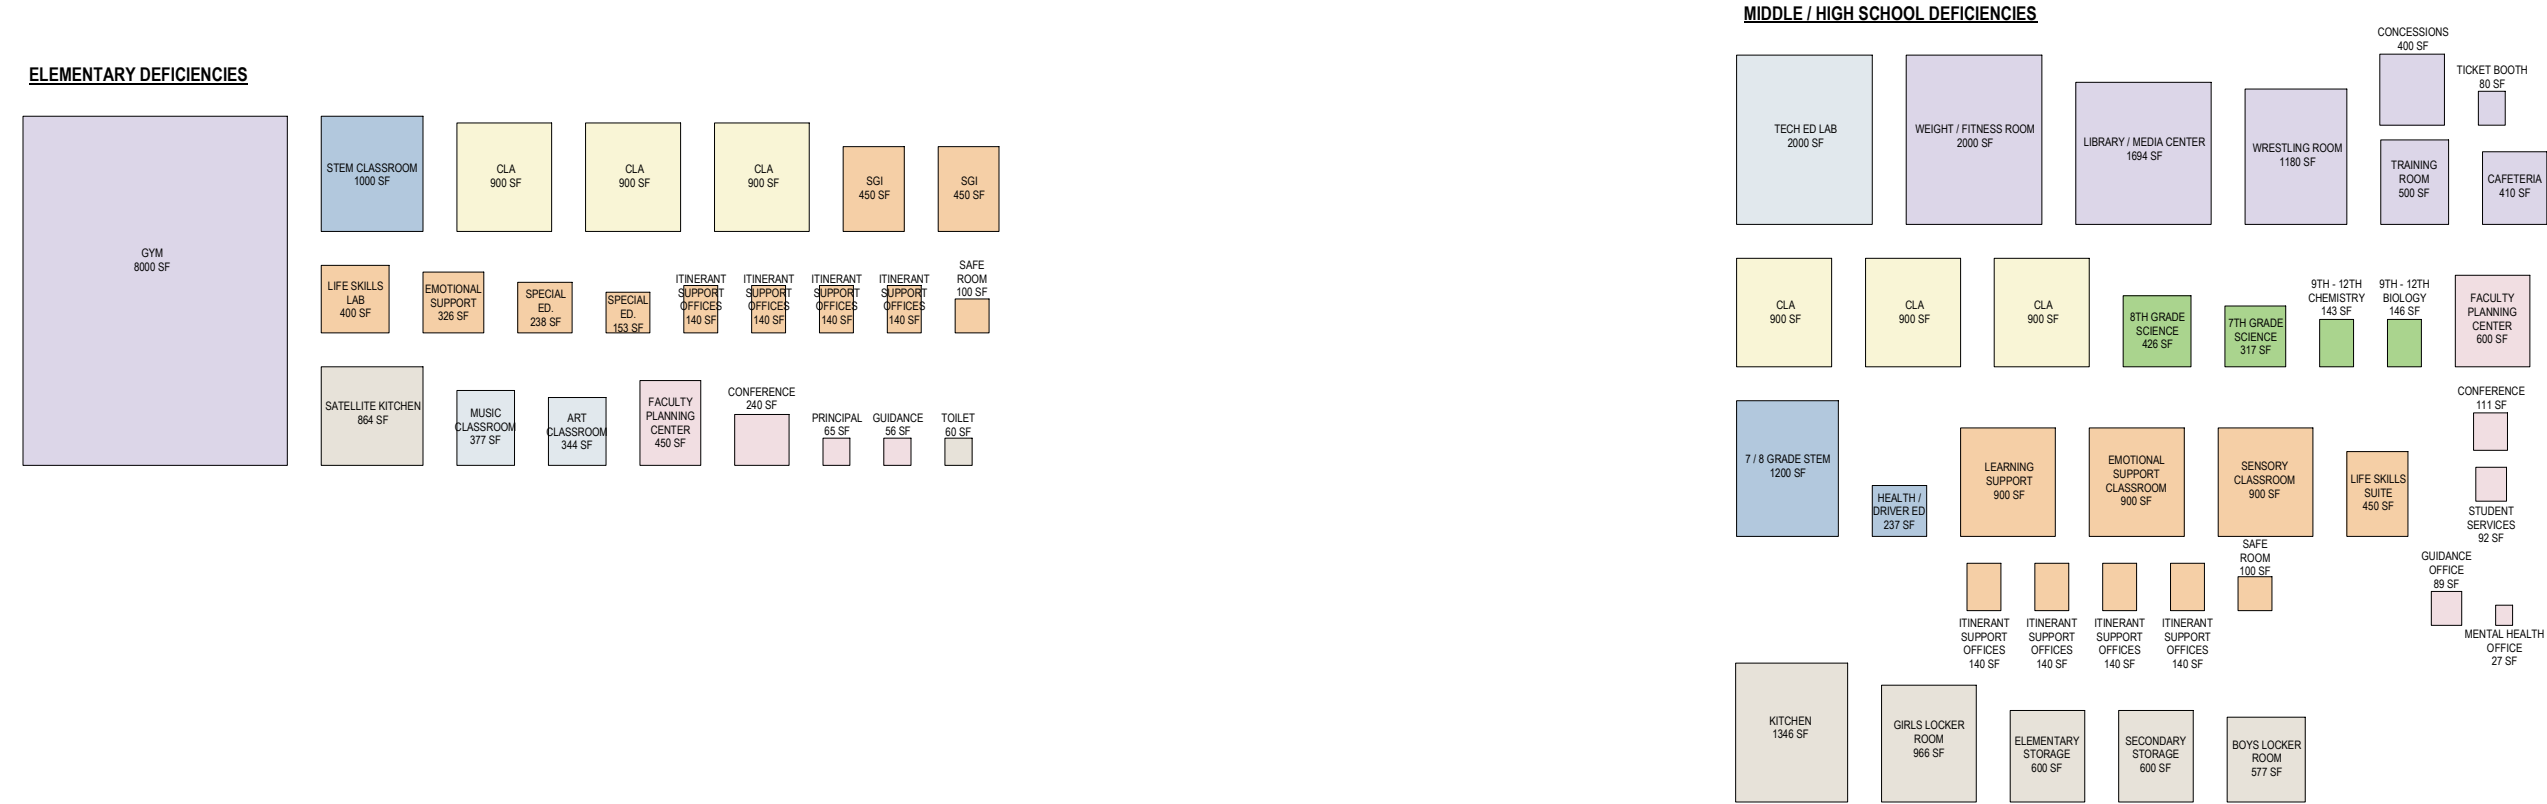 MIDDLE / HIGH SCHOOL DEFICIENCIES
ELEMENTARY DEFICIENCIES
GYM
8000 SF
STEM CLASSROOM
1000 SF
CLA
900 SF
CLA
900 SF
CLA
900 SF
SGI
450 SF
SGI
450 SF
LIFE SKILLS
LAB
400 SF
EMOTIONAL
SUPPORT
326 SF
SPECIAL
ED.
238 SF
SPECIAL
ED.
153 SF
ITINERANT
SUPPORT
OFFICES
140 SF
ITINERANT
SUPPORT
OFFICES
140 SF
ITINERANT
SUPPORT
OFFICES
140 SF
ITINERANT
SUPPORT
OFFICES
140 SF
SAFE
ROOM
100 SF
SATELLITE KITCHEN
864 SF
MUSIC
CLASSROOM
377 SF
ART
CLASSROOM
344 SF
FACULTY
PLANNING
CENTER
450 SF
CONFERENCE
240 SF
PRINCIPAL
65 SF
GUIDANCE
56 SF
TOILET
60 SF
TECH ED LAB
2000 SF
WEIGHT / FITNESS ROOM
2000 SF
LIBRARY / MEDIA CENTER
1694 SF
WRESTLING ROOM
1180 SF
CONCESSIONS
400 SF
TICKET BOOTH
80 SF
TRAINING
ROOM
500 SF
CAFETERIA
410 SF
CLA
900 SF
CLA
900 SF
CLA
900 SF
8TH GRADE
SCIENCE
426 SF
7TH GRADE
SCIENCE
317 SF
9TH - 12TH
CHEMISTRY
143 SF
9TH - 12TH
BIOLOGY
146 SF
FACULTY
PLANNING
CENTER
600 SF
7 / 8 GRADE STEM
1200 SF
HEALTH /
DRIVER ED
237 SF
LEARNING
SUPPORT
900 SF
EMOTIONAL
SUPPORT
CLASSROOM
900 SF
SENSORY
CLASSROOM
900 SF
LIFE SKILLS
SUITE
450 SF
CONFERENCE
111 SF
STUDENT
SERVICES
92 SF
ITINERANT
SUPPORT
OFFICES
140 SF
ITINERANT
SUPPORT
OFFICES
140 SF
ITINERANT
SUPPORT
OFFICES
140 SF
ITINERANT
SUPPORT
OFFICES
140 SF
SAFE
ROOM
100 SF
GUIDANCE
OFFICE
89 SF
MENTAL HEALTH
OFFICE
27 SF
KITCHEN
1346 SF
GIRLS LOCKER
ROOM
966 SF
ELEMENTARY
STORAGE
600 SF
SECONDARY
STORAGE
600 SF
BOYS LOCKER
ROOM
577 SF